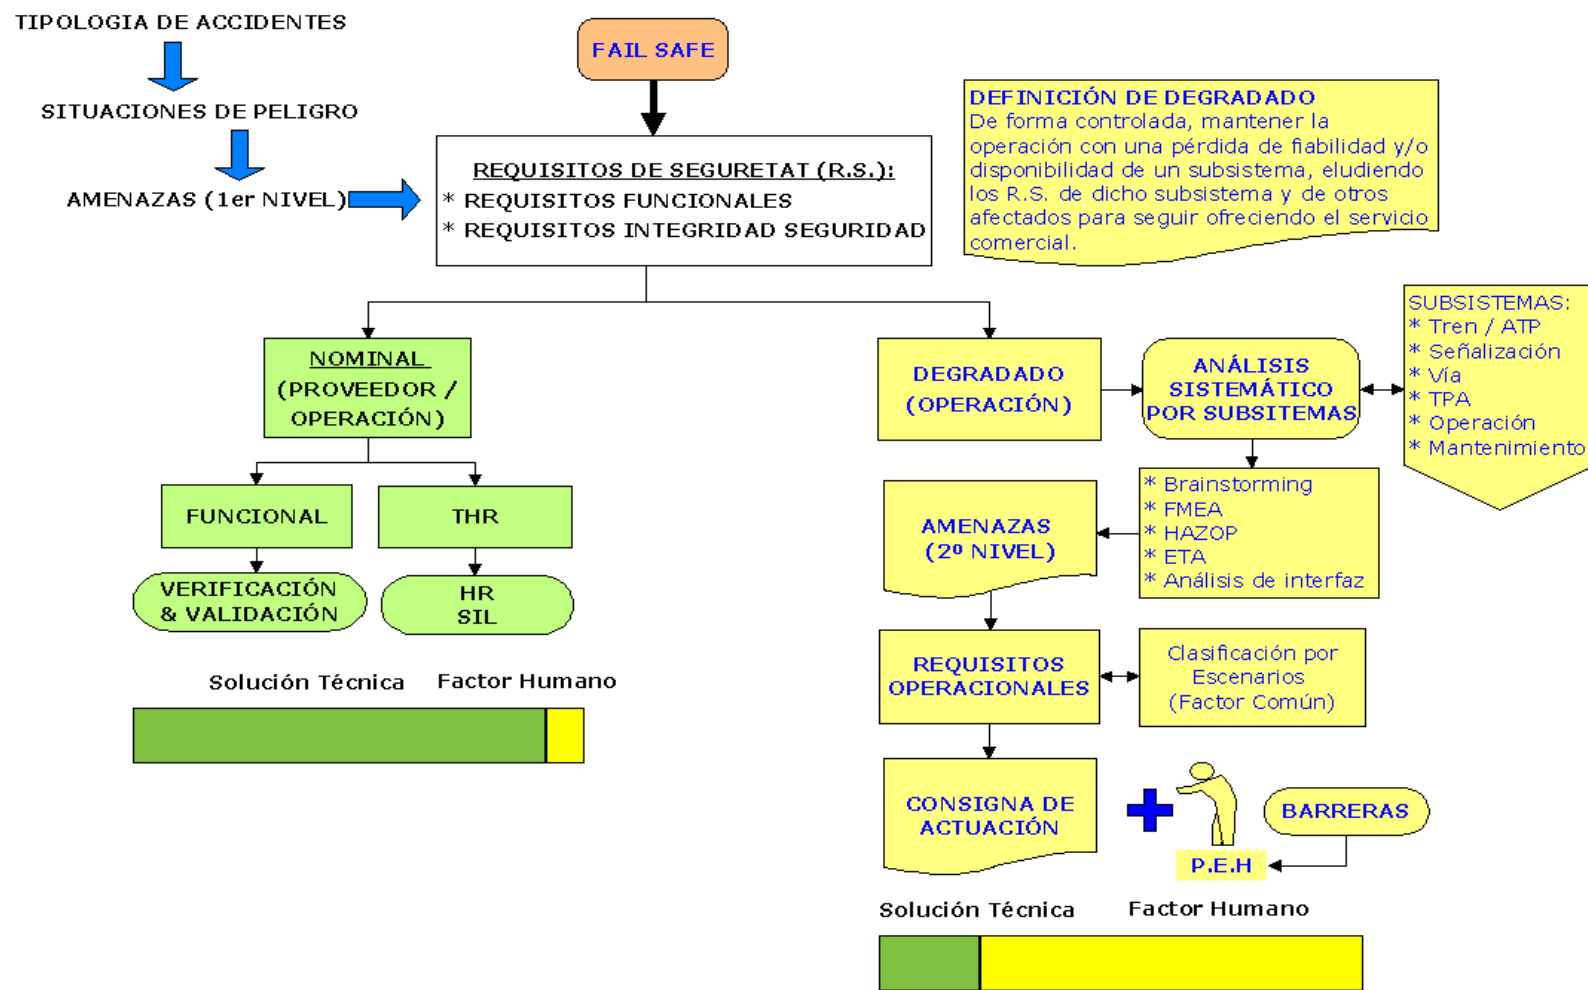 TIPOLOGIA DE ACCIDENTES
SITUACIONES DE PELIGRO
AMENAZAS (1er NIVEL)
FAIL SAFE
REQUISITOS DE SEGURETAT (R.S.):
* REQUISITOS FUNCIONALES
* REQUISITOS INTEGRIDAD SEGURIDAD
DEFINICIÓN DE DEGRADADO
De forma controlada, mantener la
operación con una pérdida de fiabilidad y/o
disponibilidad de un subsistema, eludiendo
los R.S. de dicho subsistema y de otros
afectados para seguir ofreciendo el servicio
comercial.
NOMINAL
(PROVEEDOR /
OPERACIÓN)
FUNCIONAL
THR
VERIFICACIÓN
& VALIDACIÓN
HR
SIL
Solución Técnica
Factor Humano
DEGRADADO
(OPERACIÓN)
ANÁLISIS
SISTEMÁTICO
POR SUBSITEMAS
SUBSISTEMAS:
* Tren / ATP
* Señalización
* Vía
* TPA
* Operación
* Mantenimiento
* Brainstorming
* FMEA
* HAZOP
* ETA
* Análisis de interfaz
AMENAZAS
(2º NIVEL)
REQUISITOS
OPERACIONALES
Clasificación por
Escenarios
(Factor Común)
CONSIGNA DE
ACTUACIÓN
P.E.H
BARRERAS
Solución Técnica
Factor Humano